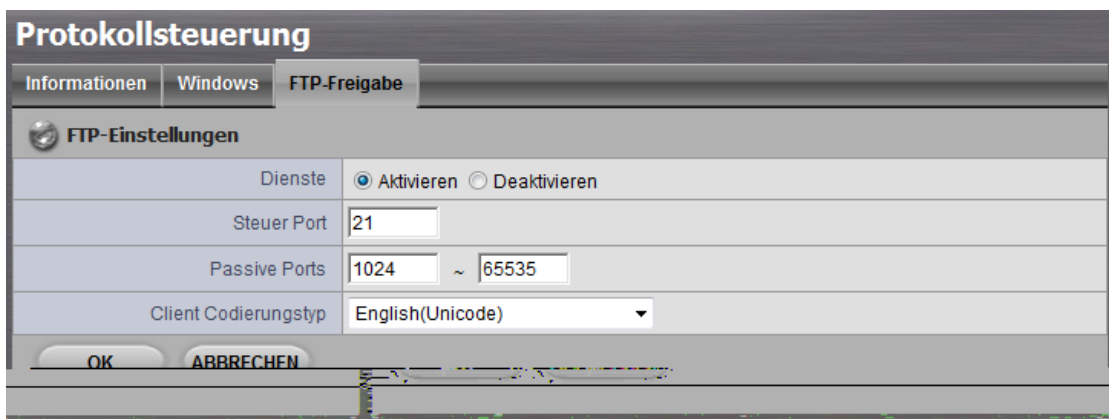 Protokollsteuerung
Informationen Windows FTP-Freigabe
FTP-Einstellungen
Dienste Aktivieren Deaktivieren
Steuer Port 21
Passive Ports 1024 ~ 65535
Client Codierungstyp English(Unicode)
OK ABBRECHEN